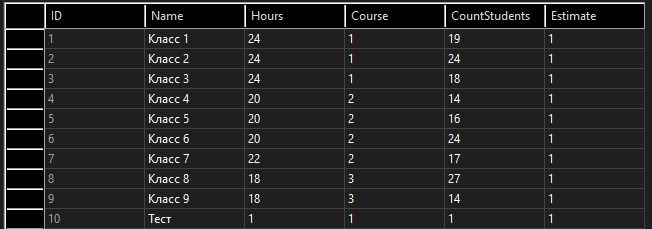 ID Name Hours Course CountStudents Estimate
1 Класс 1 24 1 19 1
2 Класс 2 24 1 24 1
3 Класс 3 24 1 18 1
4 Класс 4 20 2 14 1
5 Класс 5 20 2 16 1
6 Класс 6 20 2 24 1
7 Класс 7 22 2 17 1
8 Класс 8 18 3 27 1
9 Класс 9 18 3 14 1
10 Тест 1 1 1 1